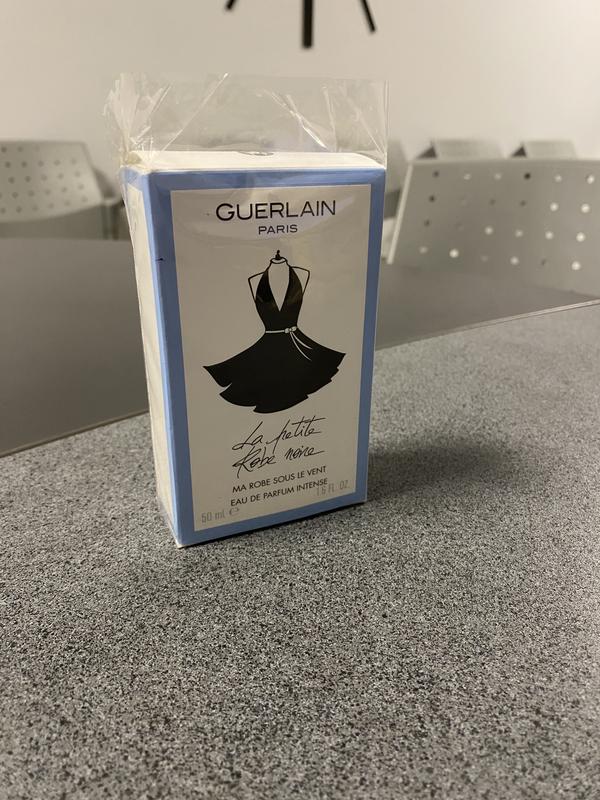 GUERLAIN
PARIS
La petite
Robe noire
MA ROBE SOUS LE VENT
EAU DE PARFUM INTENSE
50 ml ℮ 1.6 FL. OZ.